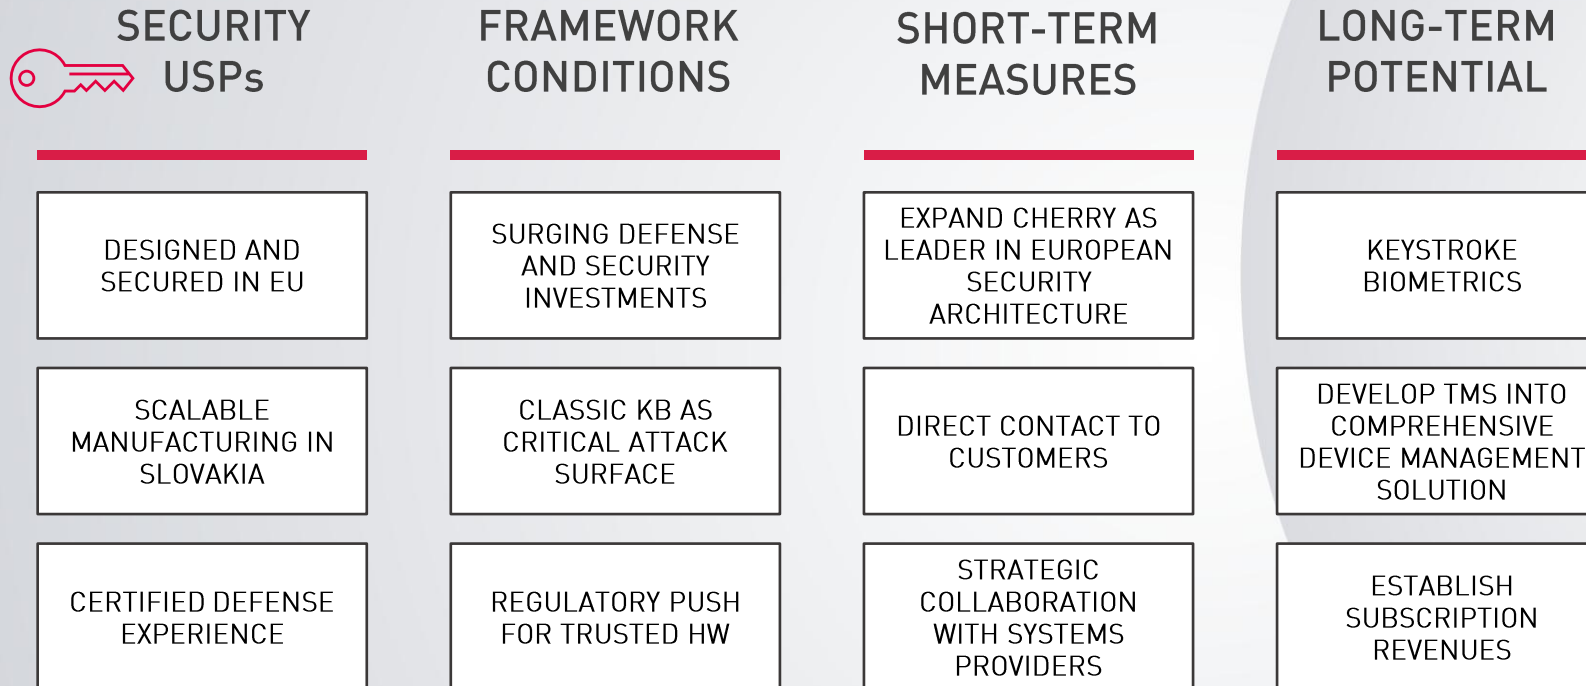 SECURITY
USPs
DESIGNED AND
SECURED IN EU
SCALABLE
MANUFACTURING IN
SLOVAKIA
CERTIFIED DEFENSE
EXPERIENCE
FRAMEWORK
CONDITIONS
SURGING DEFENSE
AND SECURITY
INVESTMENTS
CLASSIC KB AS
CRITICAL ATTACK
SURFACE
REGULATORY PUSH
FOR TRUSTED HW
SHORT-TERM
MEASURES
EXPAND CHERRY AS
LEADER IN EUROPEAN
SECURITY
ARCHITECTURE
DIRECT CONTACT TO
CUSTOMERS
STRATEGIC
COLLABORATION
WITH SYSTEMS
PROVIDERS
LONG-TERM
POTENTIAL
KEYSTROKE
BIOMETRICS
DEVELOP TMS INTO
COMPREHENSIVE
DEVICE MANAGEMENT
SOLUTION
ESTABLISH
SUBSCRIPTION
REVENUES